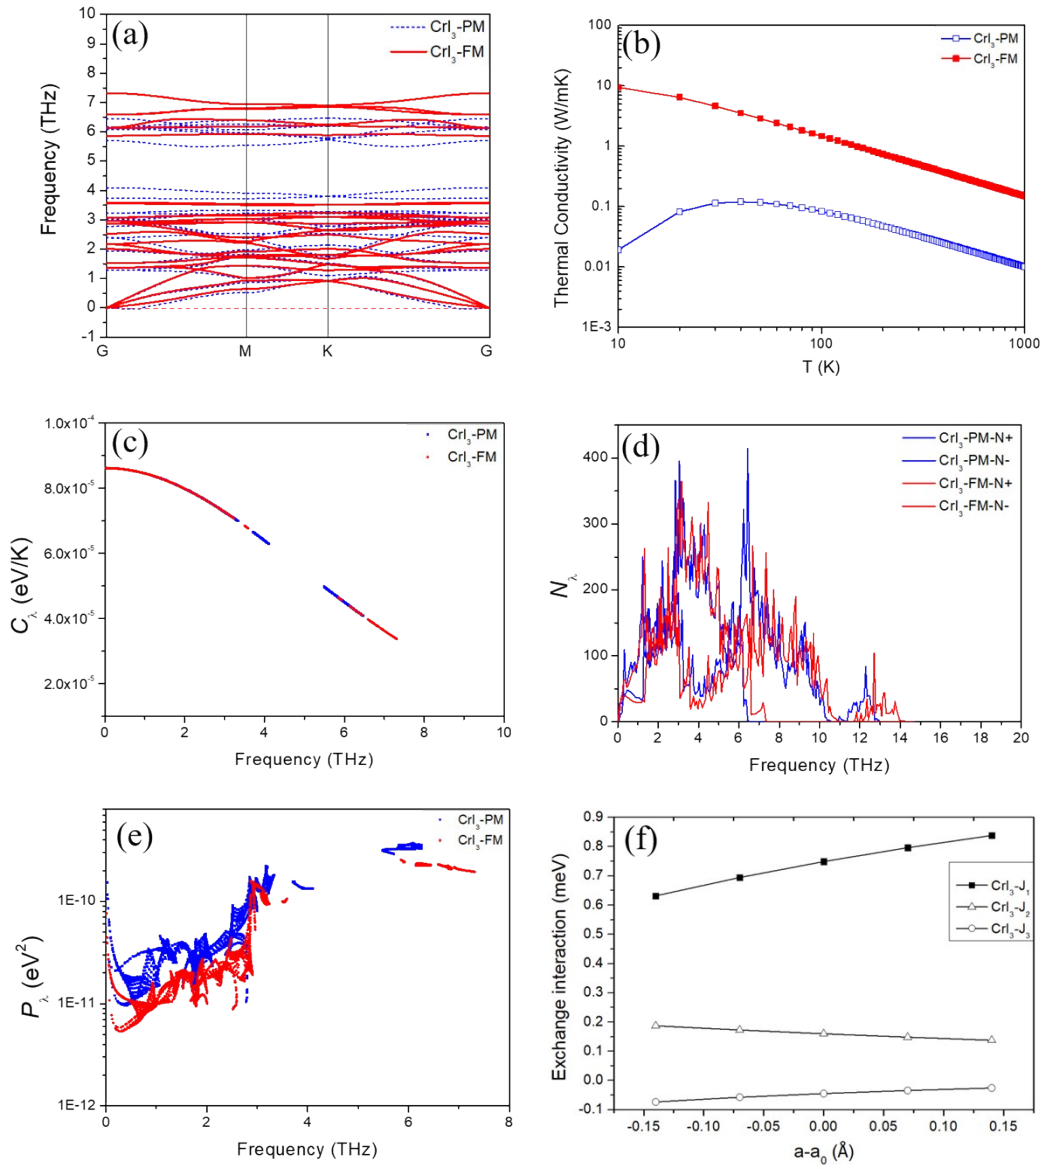 (a)
CrI₃-PM
CrI₃-FM
Frequency (THz)
10
9
8
7
6
5
4
3
2
1
0
-1
G
M
K
G
(b)
CrI₃-PM
CrI₃-FM
Thermal Conductivity (W/mK)
100
10
1
0.1
0.01
1E-3
10
100
1000
T (K)
(c)
CrI₃-PM
CrI₃-FM
C_λ (eV/K)
1.0x10⁻⁴
8.0x10⁻⁵
6.0x10⁻⁵
4.0x10⁻⁵
2.0x10⁻⁵
0
2
4
6
8
10
Frequency (THz)
(d)
CrI₃-PM-N+
CrI₃-PM-N-
CrI₃-FM-N+
CrI₃-FM-N-
N_λ
400
300
200
100
0
0
2
4
6
8
10
12
14
16
18
20
Frequency (THz)
(e)
CrI₃-PM
CrI₃-FM
P_λ (eV²)
1E-10
1E-11
1E-12
0
2
4
6
8
Frequency (THz)
(f)
CrI₃-J₁
CrI₃-J₂
CrI₃-J₃
Exchange interaction (meV)
0.9
0.8
0.7
0.6
0.5
0.4
0.3
0.2
0.1
0.0
-0.1
-0.15
-0.10
-0.05
0.00
0.05
0.10
0.15
a-a₀ (Å)